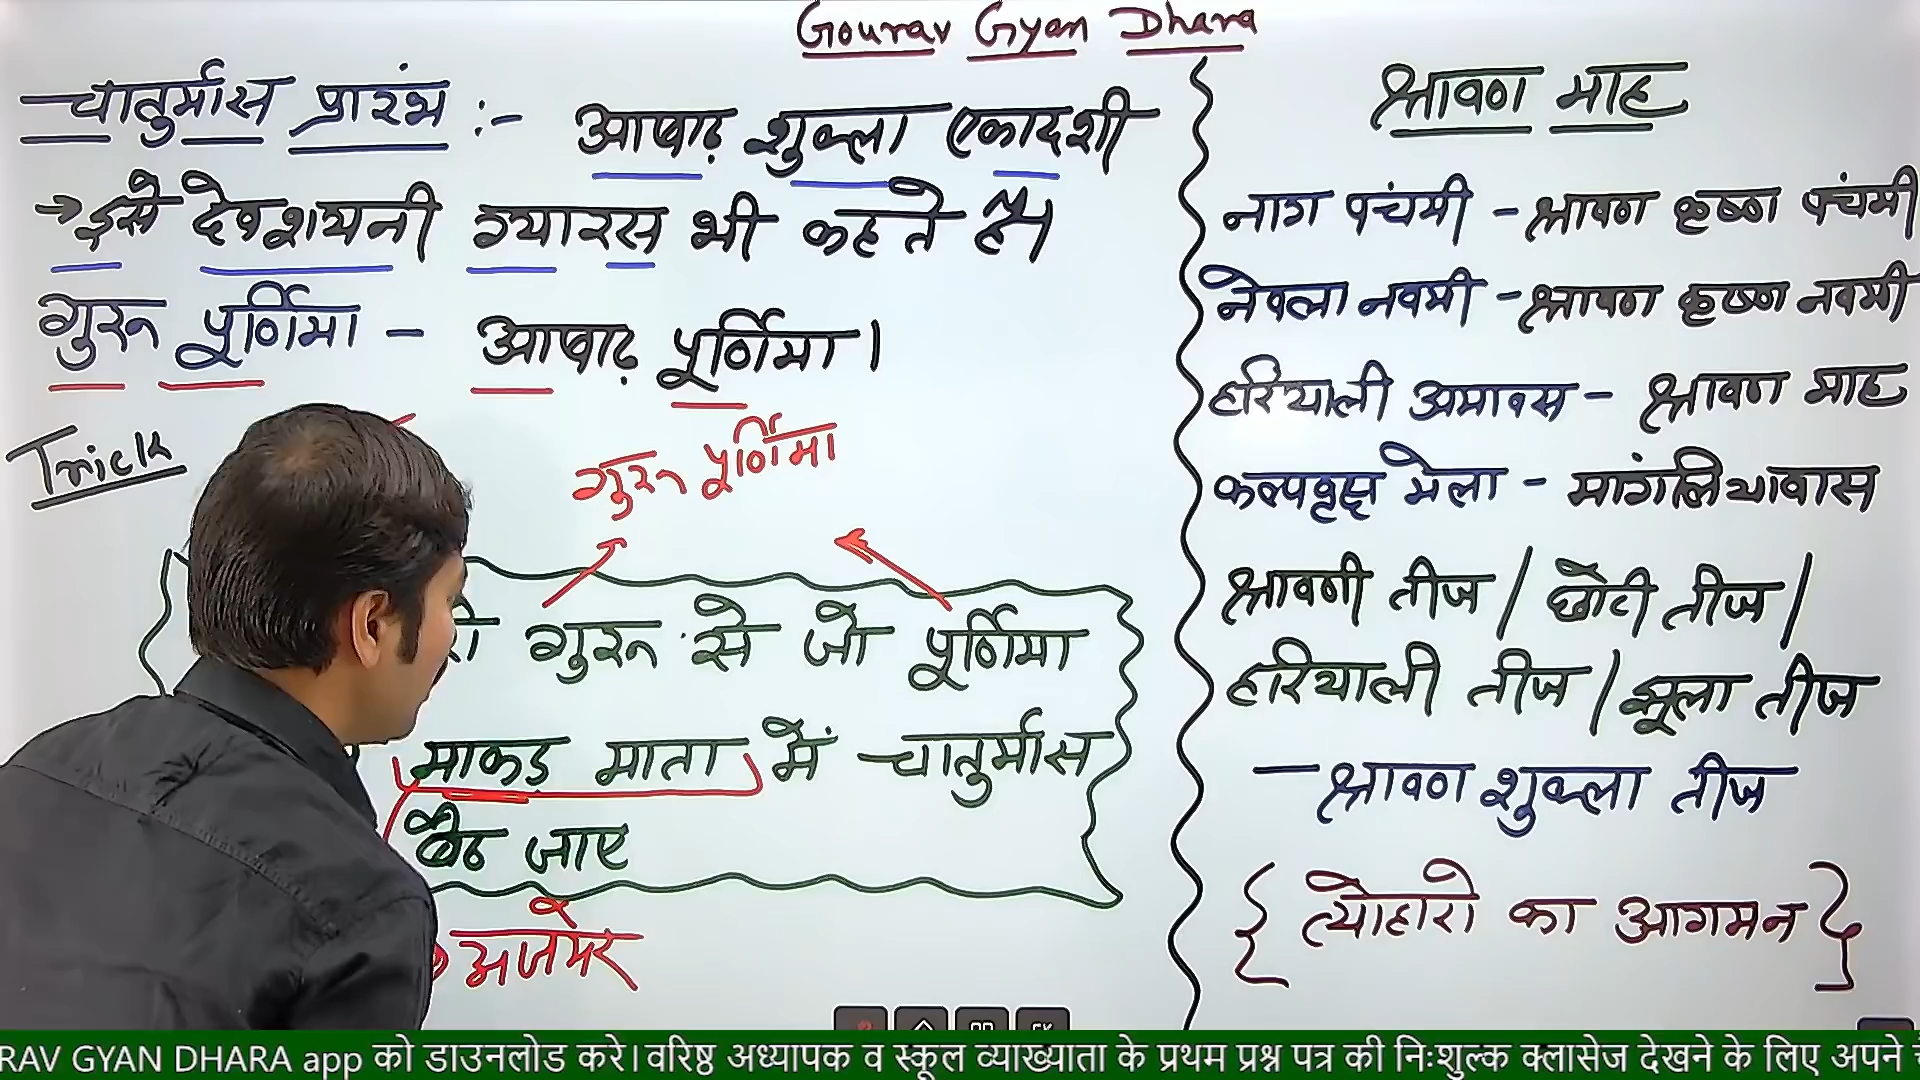 Gourav Gyan Dhara
चातुर्मास प्रारंभ :- आषाढ़ शुक्ला एकादशी
→ इसे देवशयनी ग्यारस भी कहते है।
गुरू पूर्णिमा - आषाढ़ पूर्णिमा।
Trick
गुरू पूर्णिमा
गुरू से जो पूर्णिमा
माकड़ माता में चातुर्मास
बैठ जाए
अजमेर
श्रावण माह
नाग पंचमी - श्रावण कृष्ण पंचमी
नेवला नवमी - श्रावण कृष्ण नवमी
हरियाली अमावस - श्रावण माह
कल्पवृक्ष मेला - मांगलियावास
श्रावणी तीज / छोटी तीज /
हरियाली तीज / झूला तीज
- श्रावण शुक्ला तीज
{ त्योहारो का आगमन }
RAV GYAN DHARA app को डाउनलोड करे। वरिष्ठ अध्यापक व स्कूल व्याख्याता के प्रथम प्रश्न पत्र की निःशुल्क क्लासेज देखने के लिए अपने